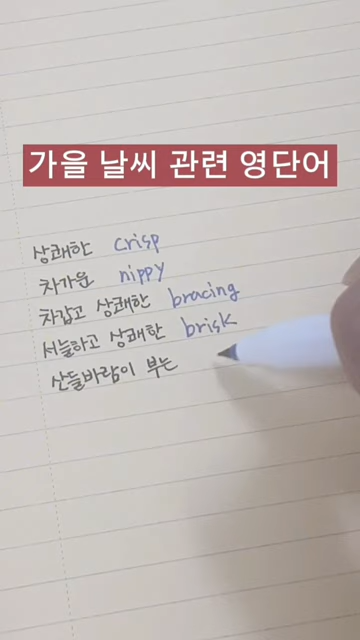 가을 날씨 관련 영단어
상쾌한 crisp
차가운 nippy
차갑고 상쾌한 bracing
서늘하고 상쾌한 brisk
산들바람이 부는